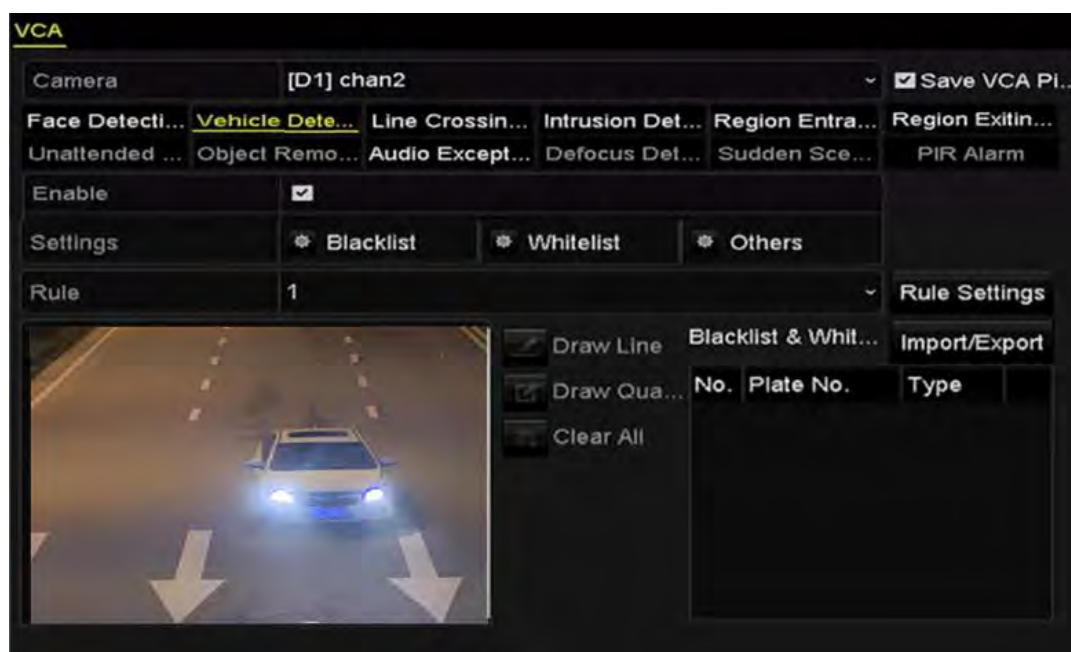 VCA
Camera [D1] chan2 Save VCA Pi...
Face Detecti... Vehicle Dete... Line Crossin... Intrusion Det... Region Entra... Region Exitin...
Unattended ... Object Remo... Audio Except... Defocus Det... Sudden Sce... PIR Alarm
Enable
Settings Blacklist Whitelist Others
Rule 1 Rule Settings
Draw Line Blacklist & Whit... Import/Export
Draw Qua... No. Plate No. Type
Clear All